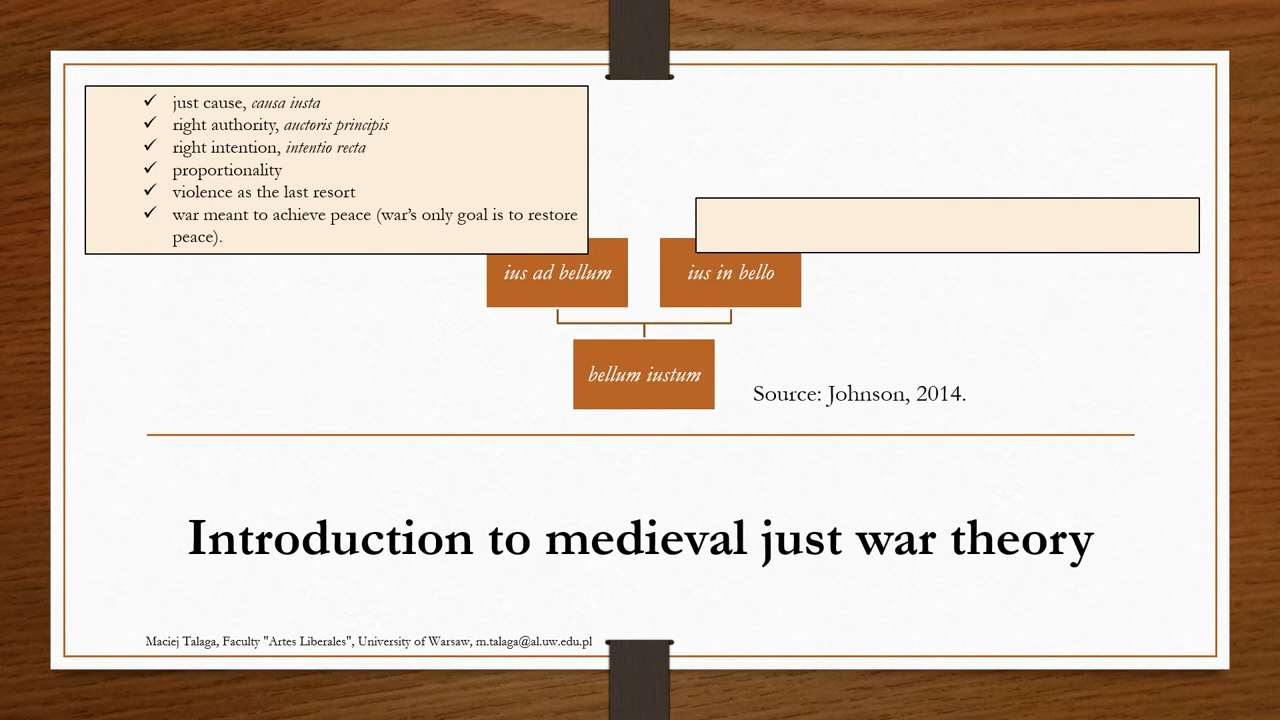 just cause, causa iusta
right authority, auctoris principis
right intention, intentio recta
proportionality
violence as the last resort
war meant to achieve peace (war’s only goal is to restore
peace).
ius ad bellum
ius in bello
bellum iustum
Source: Johnson, 2014.
Introduction to medieval just war theory
Maciej Talaga, Faculty "Artes Liberales", University of Warsaw, m.talaga@al.uw.edu.pl